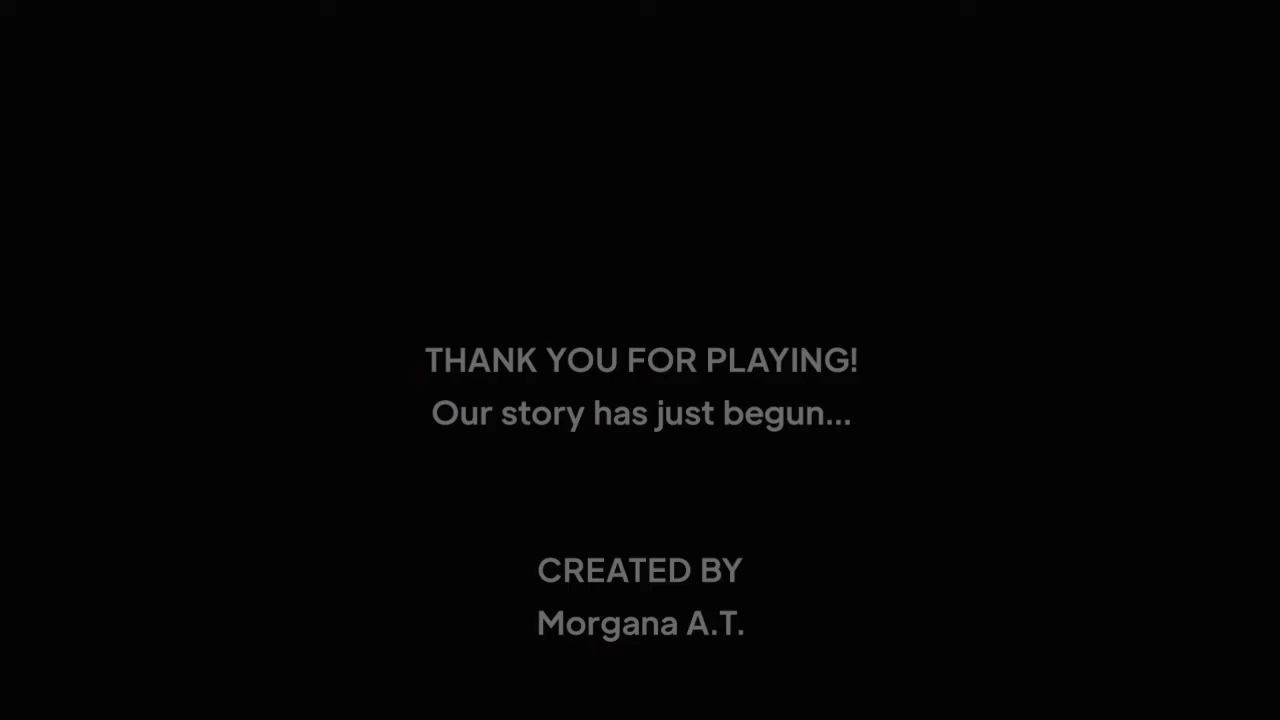 THANK YOU FOR PLAYING!
Our story has just begun...
CREATED BY
Morgana A.T.